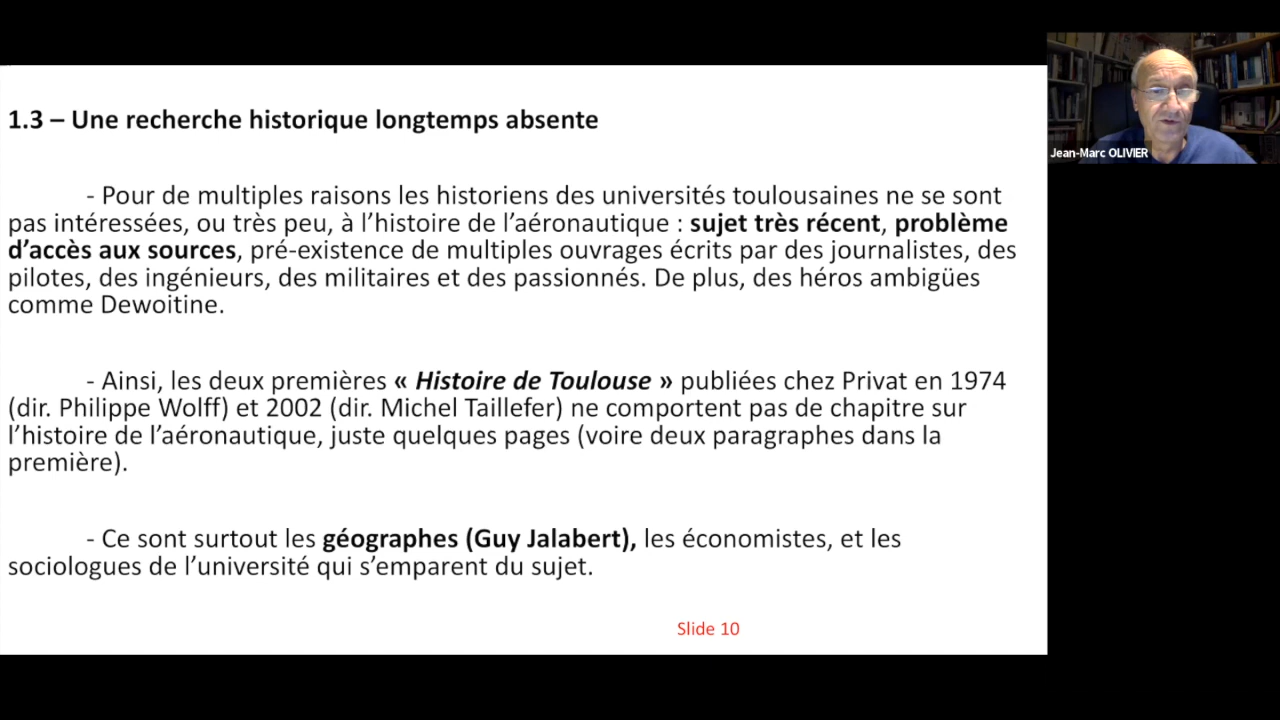 1.3 – Une recherche historique longtemps absente
- Pour de multiples raisons les historiens des universités toulousaines ne se sont
pas intéressées, ou très peu, à l’histoire de l’aéronautique : sujet très récent, problème
d’accès aux sources, pré-existence de multiples ouvrages écrits par des journalistes, des
pilotes, des ingénieurs, des militaires et des passionnés. De plus, des héros ambigües
comme Dewoitine.
- Ainsi, les deux premières « Histoire de Toulouse » publiées chez Privat en 1974
(dir. Philippe Wolff) et 2002 (dir. Michel Taillefer) ne comportent pas de chapitre sur
l’histoire de l’aéronautique, juste quelques pages (voire deux paragraphes dans la
première).
- Ce sont surtout les géographes (Guy Jalabert), les économistes, et les
sociologues de l’université qui s’emparent du sujet.
Slide 10
Jean-Marc OLIVIER